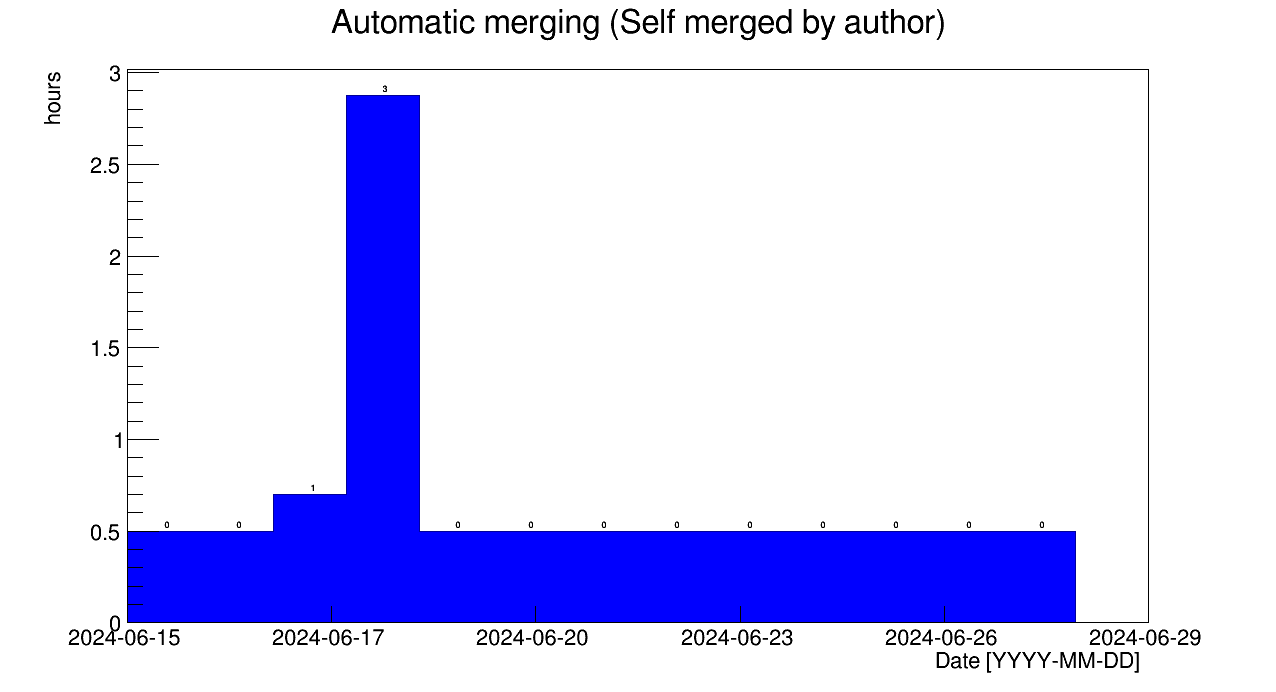 Automatic merging (Self merged by author)
hours
3
2.5
2
1.5
1
0.5
0
0 0 1 3 0 0 0 0 0 0 0 0 0
2024-06-15 2024-06-17 2024-06-20 2024-06-23 2024-06-26 2024-06-29
Date [YYYY-MM-DD]